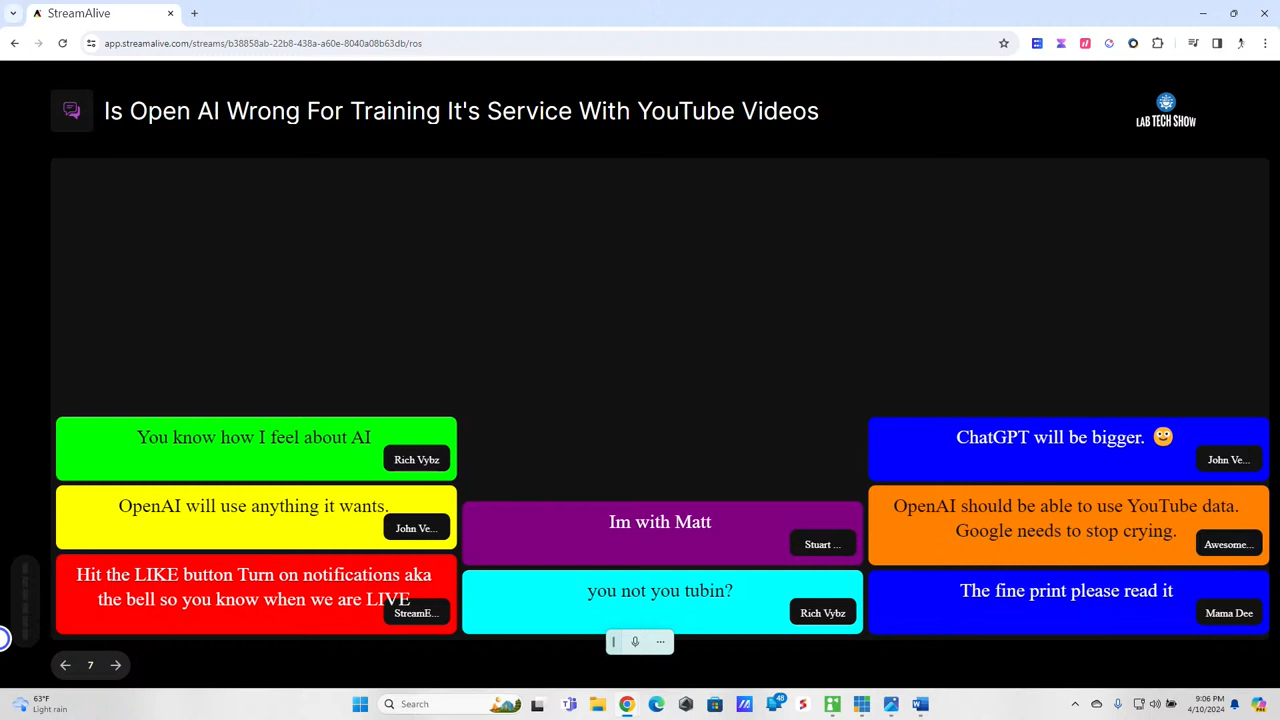 StreamAlive
app.streamalive.com/streams/b38858ab-22b8-438a-a60e-8040a08b63db/ros
Is Open AI Wrong For Training It's Service With YouTube Videos
LAB TECH SHOW
You know how I feel about AI
Rich Vybz
OpenAI will use anything it wants.
John Ve...
Hit the LIKE button Turn on notifications aka
the bell so you know when we are LIVE
StreamE...
Im with Matt
Stuart ...
you not you tubin?
Rich Vybz
ChatGPT will be bigger.
John Ve...
OpenAI should be able to use YouTube data.
Google needs to stop crying.
Awesome...
The fine print please read it
Mama Dee
7
63°F
Light rain
Search
48
9:06 PM
4/10/2024